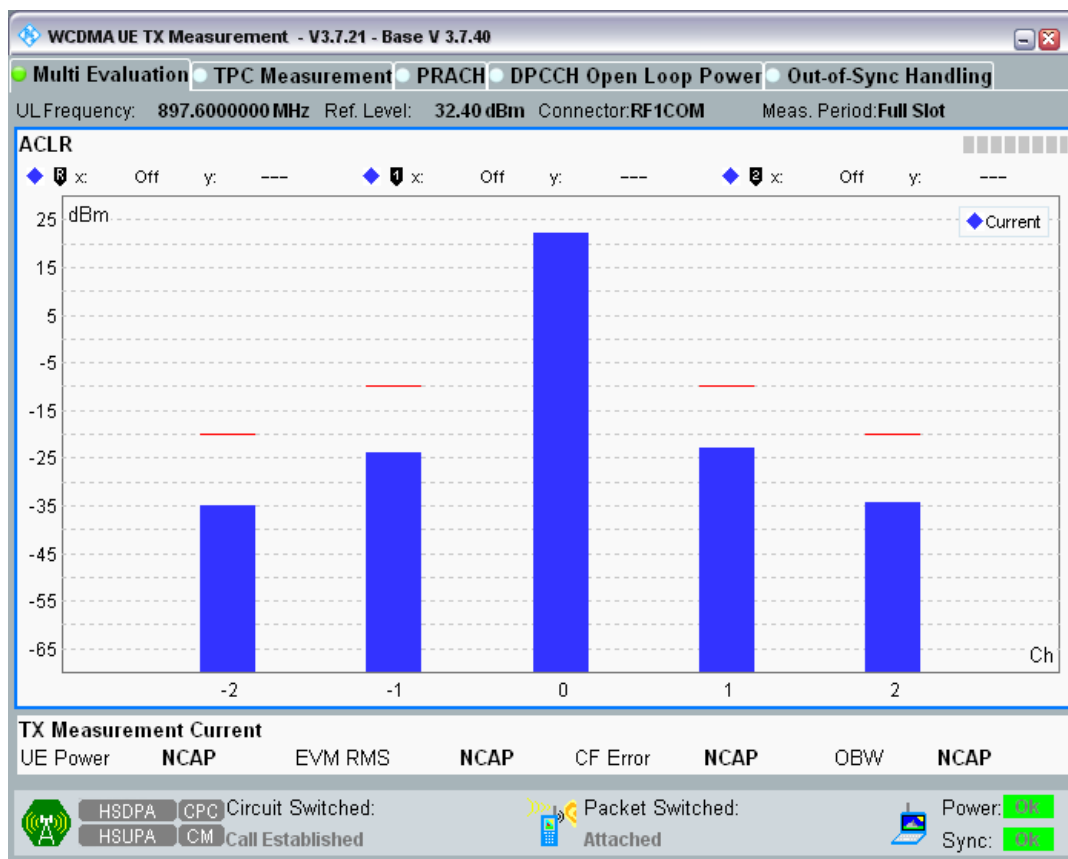 WCDMA UE TX Measurement - V3.7.21 - Base V 3.7.40
Multi Evaluation TPC Measurement PRACH DPCCH Open Loop Power Out-of-Sync Handling
UL Frequency: 897.6000000 MHz Ref. Level: 32.40 dBm Connector: RF1COM Meas. Period: Full Slot
ACLR
R x: Off y: --- 1 x: Off y: --- 2 x: Off y: ---
dBm
Current
25
15
5
-5
-15
-25
-35
-45
-55
-65
Ch
-2 -1 0 1 2
TX Measurement Current
UE Power NCAP EVM RMS NCAP CF Error NCAP OBW NCAP
HSDPA CPC Circuit Switched: Packet Switched: Power: Ok
HSUPA CM Call Established Attached Sync: Ok